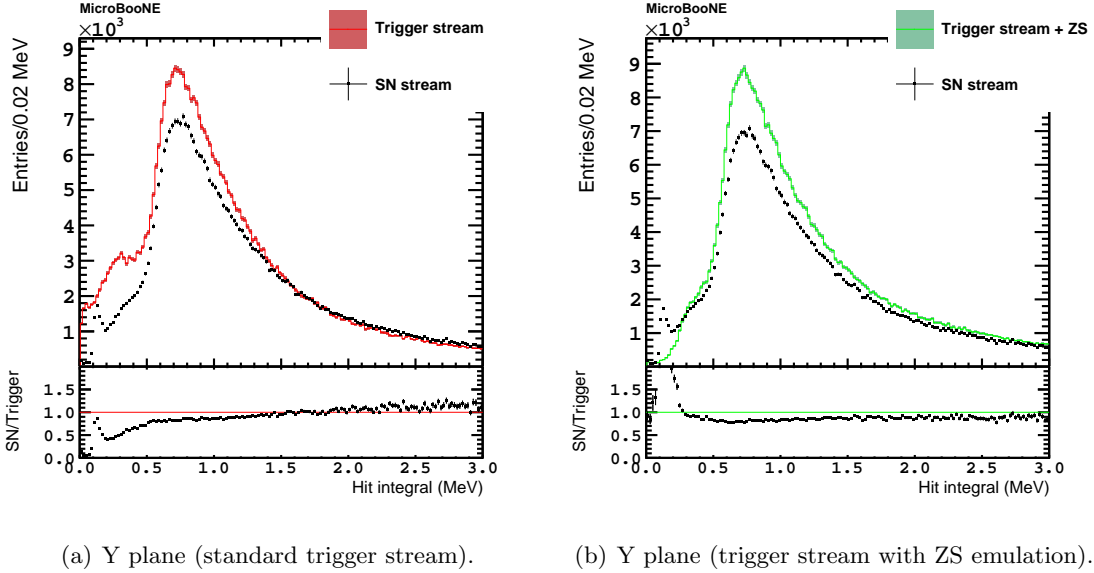 MicroBooNE
×10³
Trigger stream
SN stream
Entries/0.02 MeV
9
8
7
6
5
4
3
2
1
SN/Trigger
1.5
1.0
0.5
0.0
0.0 0.5 1.0 1.5 2.0 2.5 3.0
Hit integral (MeV)
(a) Y plane (standard trigger stream).
MicroBooNE
×10³
Trigger stream + ZS
SN stream
Entries/0.02 MeV
9
8
7
6
5
4
3
2
1
SN/Trigger
1.5
1.0
0.5
0.0
0.0 0.5 1.0 1.5 2.0 2.5 3.0
Hit integral (MeV)
(b) Y plane (trigger stream with ZS emulation).